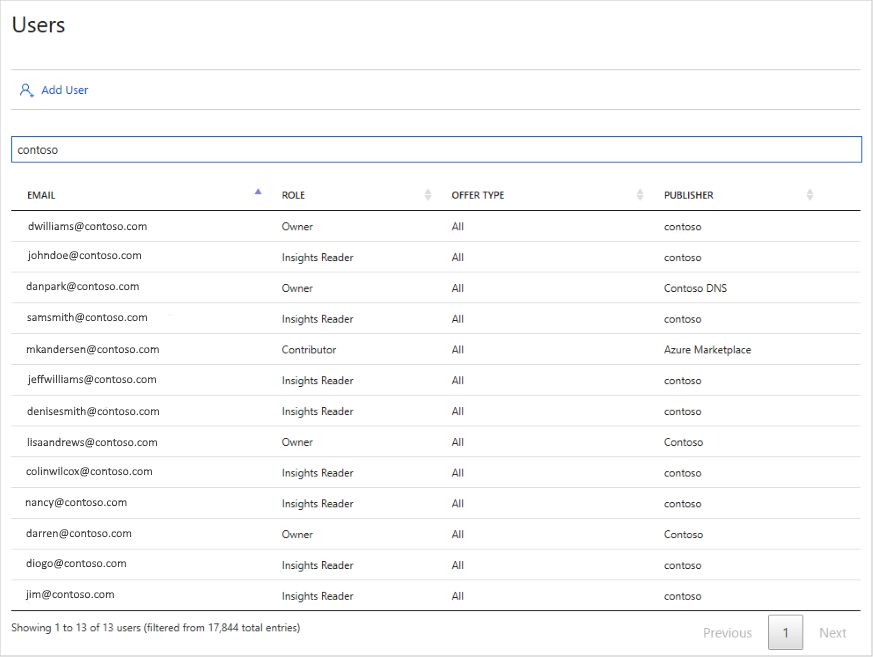 Users
Add User
contoso
EMAIL ROLE OFFER TYPE PUBLISHER
dwilliams@contoso.com Owner All contoso
johndoe@contoso.com Insights Reader All contoso
danpark@contoso.com Owner All Contoso DNS
samsmith@contoso.com Insights Reader All contoso
mkandersen@contoso.com Contributor All Azure Marketplace
jeffwilliams@contoso.com Insights Reader All contoso
denisesmith@contoso.com Insights Reader All contoso
lisaandrews@contoso.com Owner All Contoso
colinwilcox@contoso.com Insights Reader All contoso
nancy@contoso.com Insights Reader All contoso
darren@contoso.com Owner All Contoso
diogo@contoso.com Insights Reader All contoso
jim@contoso.com Insights Reader All contoso
Showing 1 to 13 of 13 users (filtered from 17,844 total entries)
Previous 1 Next